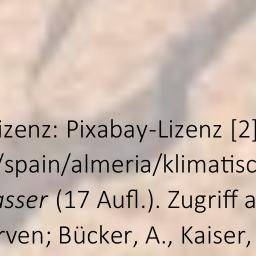 izenz: Pixabay-Lizenz [2]
/spain/almeria/klimatisc
asser (17 Aufl.). Zugriff a
rven; Bücker, A., Kaiser,